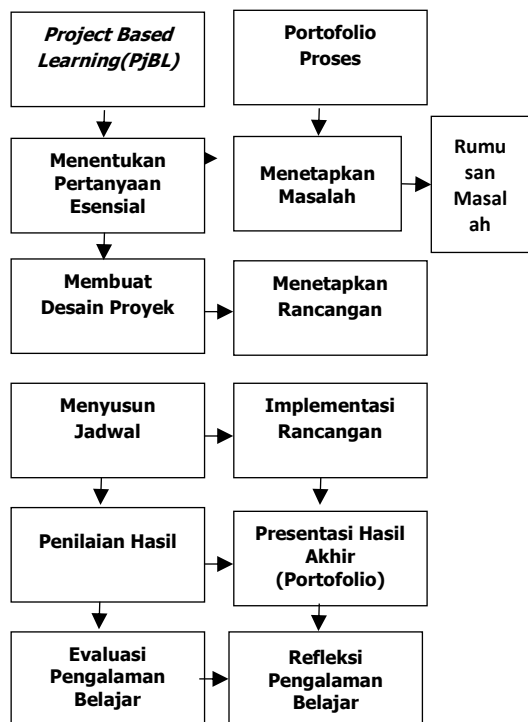 Project Based
Learning(PjBL)
Portofolio
Proses
Menentukan
Pertanyaan
Esensial
Menetapkan
Masalah
Rumu
san
Masal
ah
Membuat
Desain Proyek
Menetapkan
Rancangan
Menyusun
Jadwal
Implementasi
Rancangan
Penilaian Hasil
Presentasi Hasil
Akhir
(Portofolio)
Evaluasi
Pengalaman
Belajar
Refleksi
Pengalaman
Belajar